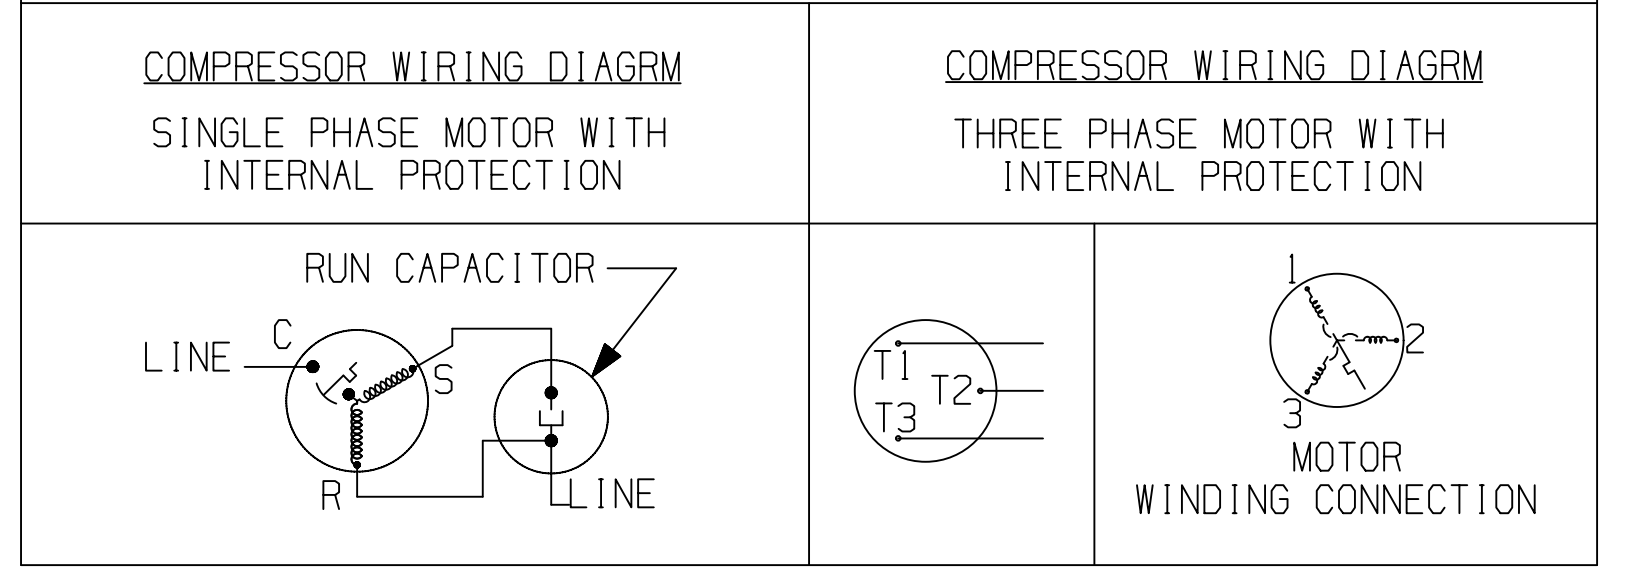 COMPRESSOR WIRING DIAGRM
SINGLE PHASE MOTOR WITH
INTERNAL PROTECTION
COMPRESSOR WIRING DIAGRM
THREE PHASE MOTOR WITH
INTERNAL PROTECTION
RUN CAPACITOR
C
LINE
S
R
LINE
T1
T2
T3
1
2
3
MOTOR
WINDING CONNECTION